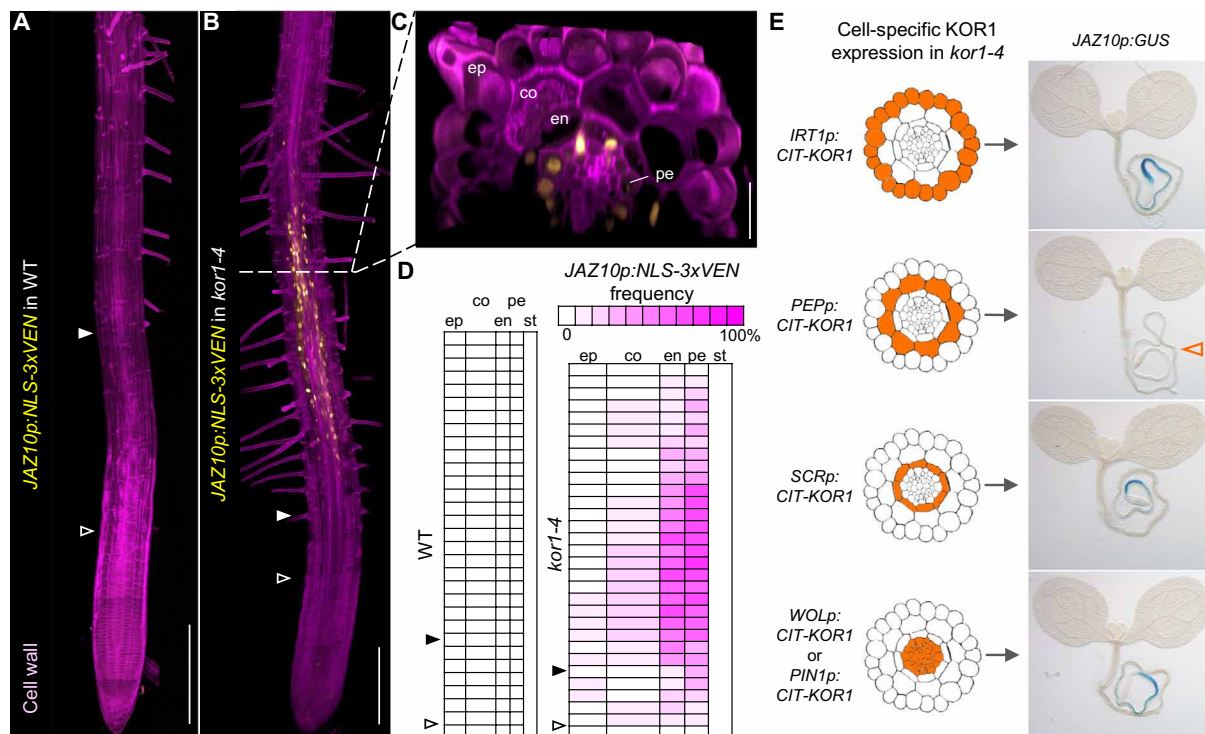 A
JAZ10p:NLS-3xVEN in WT
Cell wall
B
JAZ10p:NLS-3xVEN in kor1-4
C
ep
co
en
pe
D
JAZ10p:NLS-3xVEN
frequency
0
100%
co pe
ep en st
WT
ep co en pe st
kor1-4
E
Cell-specific KOR1
expression in kor1-4
JAZ10p:GUS
IRT1p:
CIT-KOR1
PEPp:
CIT-KOR1
SCRp:
CIT-KOR1
WOLp:
CIT-KOR1
or
PIN1p:
CIT-KOR1